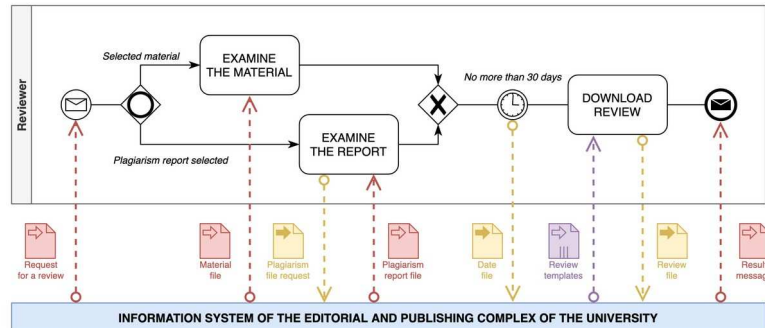 Reviewer
Selected material
EXAMINE
THE MATERIAL
Plagiarism report selected
EXAMINE
THE REPORT
No more than 30 days
DOWNLOAD
REVIEW
Request
for a review
Material
file
Plagiarism
file request
Plagiarism
report file
Date
file
Review
templates
Review
file
Result
messag
INFORMATION SYSTEM OF THE EDITORIAL AND PUBLISHING COMPLEX OF THE UNIVERSITY